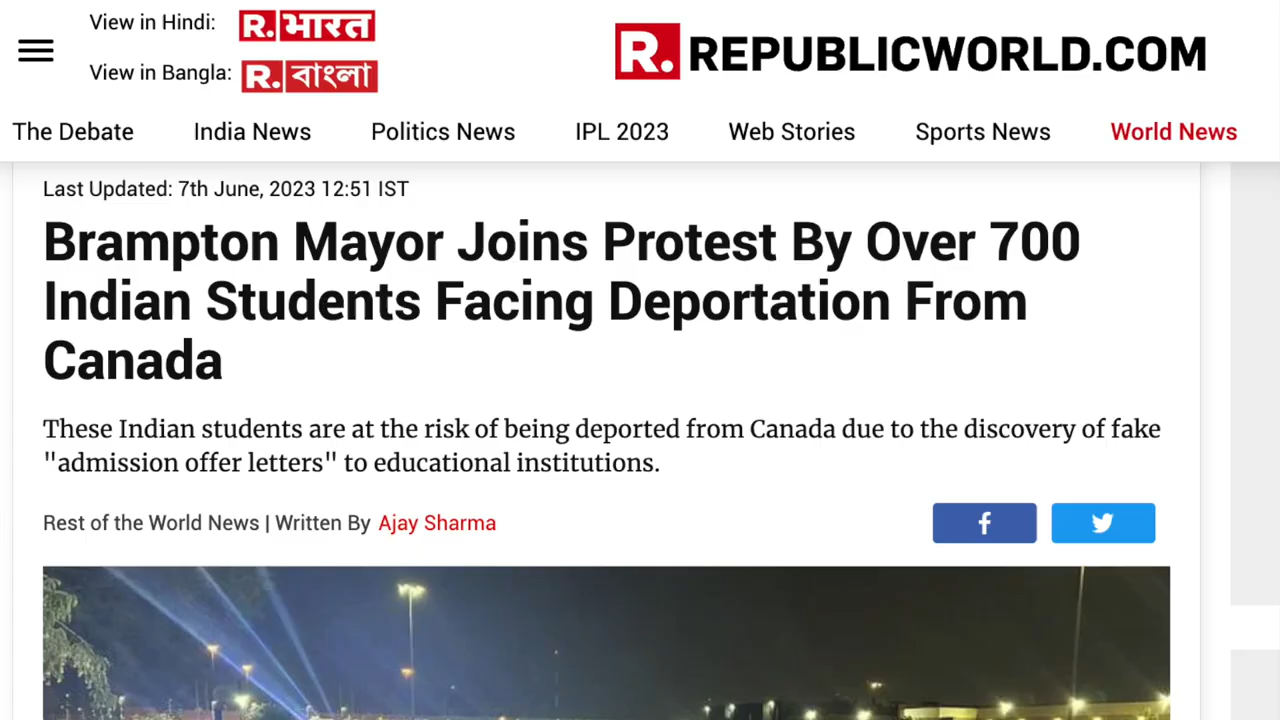 View in Hindi: R. भारत
View in Bangla: R. বাংলা
R. REPUBLICWORLD.COM
The Debate India News Politics News IPL 2023 Web Stories Sports News World News
Last Updated: 7th June, 2023 12:51 IST
Brampton Mayor Joins Protest By Over 700
Indian Students Facing Deportation From
Canada
These Indian students are at the risk of being deported from Canada due to the discovery of fake
"admission offer letters" to educational institutions.
Rest of the World News | Written By Ajay Sharma